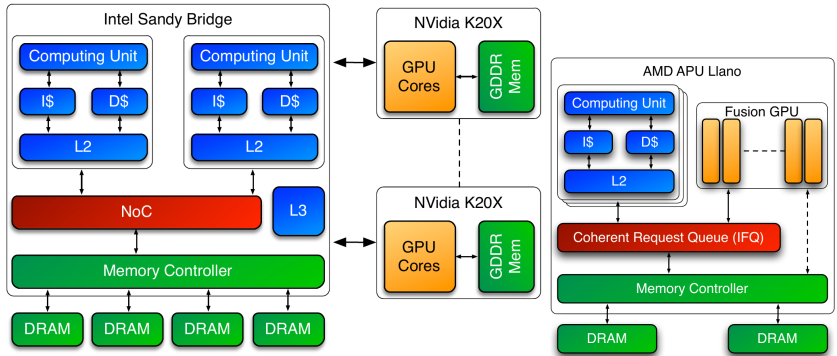 Intel Sandy Bridge
Computing Unit
I$
D$
L2
Computing Unit
I$
D$
L2
NoC
L3
Memory Controller
DRAM
DRAM
DRAM
DRAM
NVidia K20X
GPU
Cores
GDDR
Mem
NVidia K20X
GPU
Cores
GDDR
Mem
AMD APU Llano
Computing Unit
I$
D$
L2
Fusion GPU
Coherent Request Queue (IFQ)
Memory Controller
DRAM
DRAM